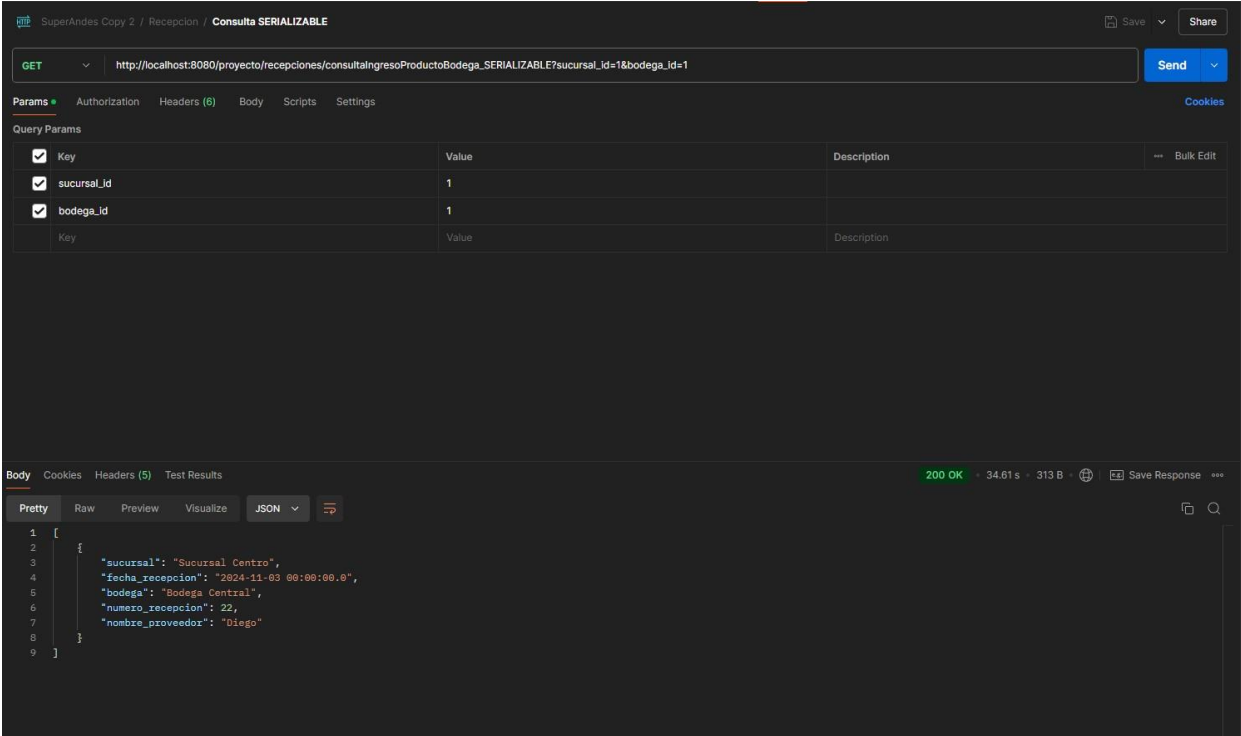 HTTP SuperAndes Copy 2 / Recepcion / Consulta SERIALIZABLE Save Share
GET http://localhost:8080/proyecto/recepciones/consultaIngresoProductoBodega_SERIALIZABLE?sucursal_id=1&bodega_id=1 Send
Params Authorization Headers (6) Body Scripts Settings Cookies
Query Params
Key Value Description Bulk Edit
sucursal_id 1
bodega_id 1
Key Value Description
Body Cookies Headers (5) Test Results 200 OK 34.61 s 313 B e.g. Save Response
Pretty Raw Preview Visualize JSON
1 [
2 {
3 "sucursal": "Sucursal Centro",
4 "fecha_recepcion": "2024-11-03 00:00:00.0",
5 "bodega": "Bodega Central",
6 "numero_recepcion": 22,
7 "nombre_proveedor": "Diego"
8 }
9 ]